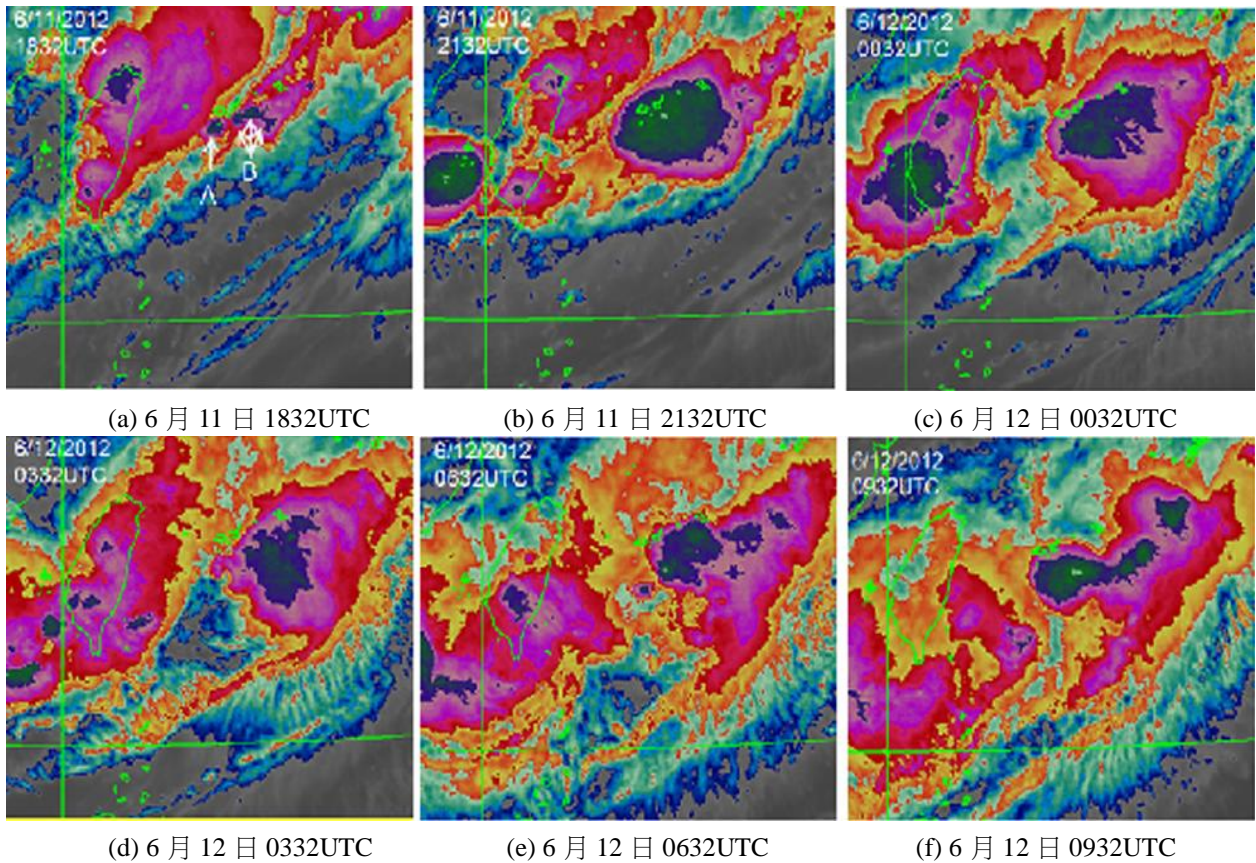 6/11/2012
1832UTC
A
B
6/11/2012
2132UTC
6/12/2012
0032UTC
(a) 6 月 11 日 1832UTC
(b) 6 月 11 日 2132UTC
(c) 6 月 12 日 0032UTC
6/12/2012
0332UTC
6/12/2012
0632UTC
6/12/2012
0932UTC
(d) 6 月 12 日 0332UTC
(e) 6 月 12 日 0632UTC
(f) 6 月 12 日 0932UTC